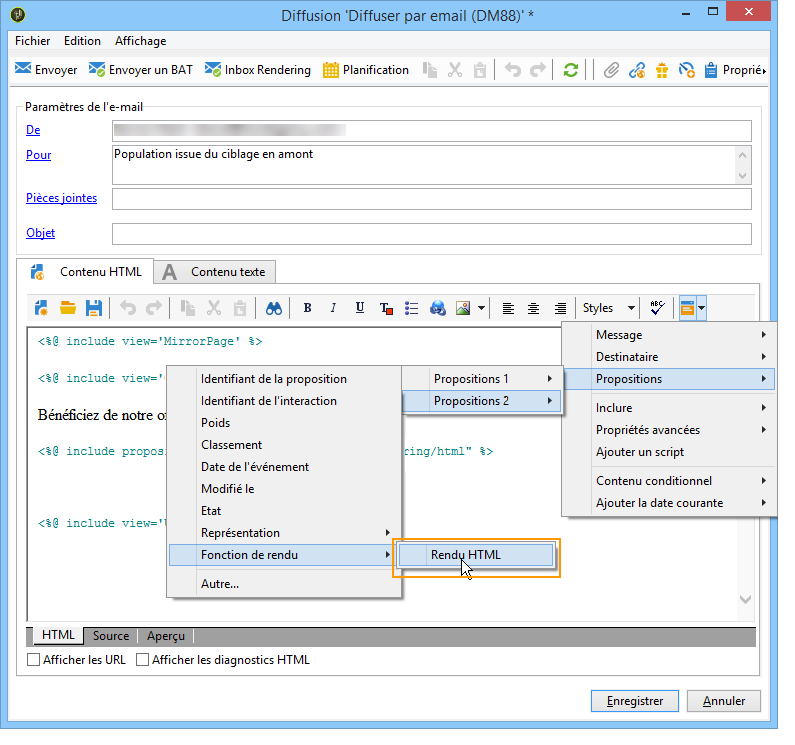 Diffusion 'Diffuser par email (DM88)' *
Fichier Edition Affichage
Envoyer Envoyer un BAT Inbox Rendering Planification Proprié
Paramètres de l'e-mail
De
Pour Population issue du ciblage en amont
Pièces jointes
Objet
Contenu HTML Contenu texte
B I U T Styles ABC
<%@ include view='MirrorPage' %>
Message
Destinataire
Propositions
Inclure
Propriétés avancées
Ajouter un script
Contenu conditionnel
Ajouter la date courante
Propositions 1
Propositions 2
<%@ include view='
Bénéficiez de notre
<%@ include propos ring/html" %>
<%@ include view='
Identifiant de la proposition
Identifiant de l'interaction
Poids
Classement
Date de l'événement
Modifié le
Etat
Représentation
Fonction de rendu
Autre...
Rendu HTML
HTML Source Aperçu
Afficher les URL Afficher les diagnostics HTML
Enregistrer Annuler